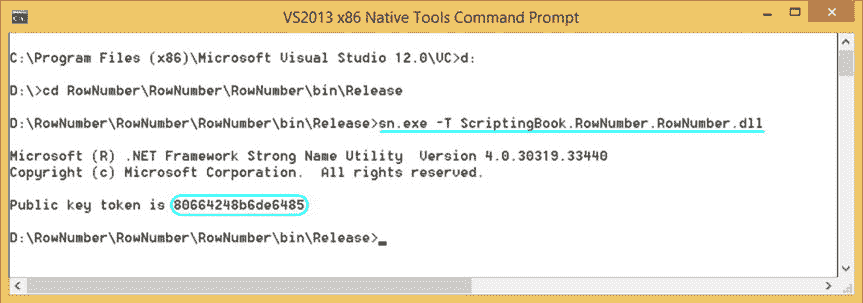 VS2013 x86 Native Tools Command Prompt
C:\Program Files (x86)\Microsoft Visual Studio 12.0\VC>d:
D:\>cd RowNumber\RowNumber\RowNumber\bin\Release
D:\RowNumber\RowNumber\RowNumber\bin\Release>sn.exe -T ScriptingBook.RowNumber.RowNumber.dll
Microsoft (R) .NET Framework Strong Name Utility  Version 4.0.30319.33440
Copyright (c) Microsoft Corporation.  All rights reserved.
Public key token is 80664248b6de6485
D:\RowNumber\RowNumber\RowNumber\bin\Release>_